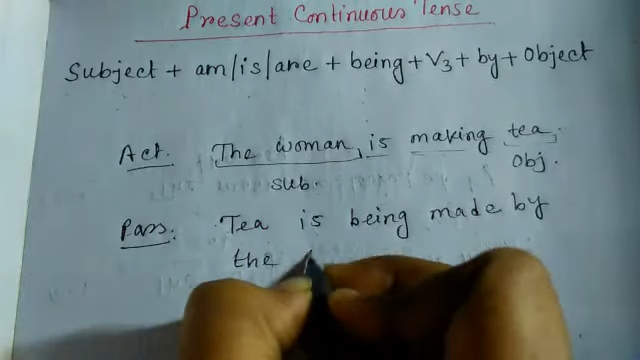 Present Continuous Tense
Subject + am/is/are + being + V3 + by + Object
Act. The woman is making tea.
sub. Obj.
Pass. Tea is being made by
the